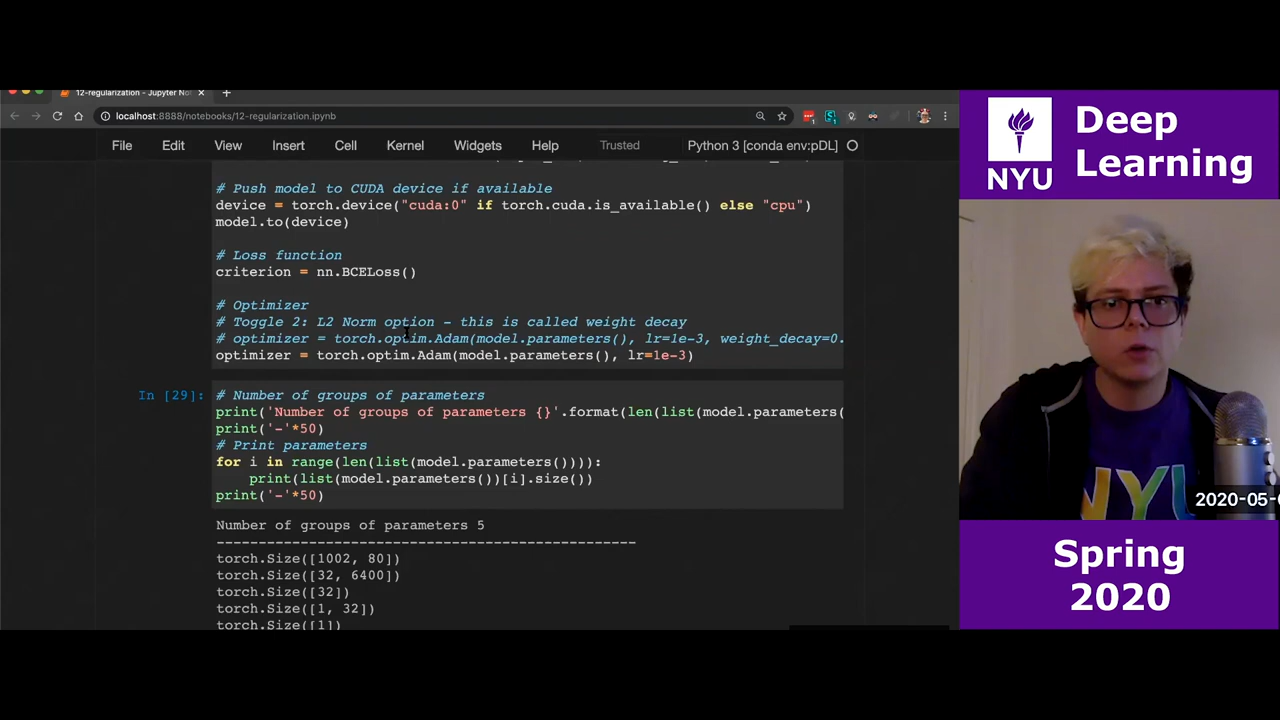 12-regularization - Jupyter No
localhost:8888/notebooks/12-regularization.ipynb
File Edit View Insert Cell Kernel Widgets Help Trusted Python 3 [conda env:pDL]
# Push model to CUDA device if available
device = torch.device("cuda:0" if torch.cuda.is_available() else "cpu")
model.to(device)
# Loss function
criterion = nn.BCELoss()
# Optimizer
# Toggle 2: L2 Norm option - this is called weight decay
# optimizer = torch.optim.Adam(model.parameters(), lr=1e-3, weight_decay=0.
optimizer = torch.optim.Adam(model.parameters(), lr=1e-3)
In [29]:
# Number of groups of parameters
print('Number of groups of parameters {}'.format(len(list(model.parameters(
print('-'*50)
# Print parameters
for i in range(len(list(model.parameters()))):
print(list(model.parameters())[i].size())
print('-'*50)
Number of groups of parameters 5
--------------------------------------------------
torch.Size([1002, 80])
torch.Size([32, 6400])
torch.Size([32])
torch.Size([1, 32])
torch.Size([1])
NYU
Deep
Learning
NYU
2020-05-
Spring
2020